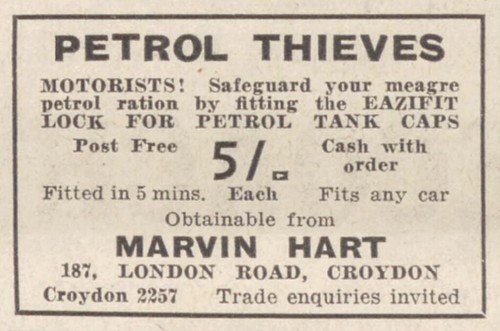 PETROL THIEVES
MOTORISTS! Safeguard your meagre
petrol ration by fitting the EAZIFIT
LOCK FOR PETROL TANK CAPS
Post Free 5/- Cash with
order
Fitted in 5 mins. Each Fits any car
Obtainable from
MARVIN HART
187, LONDON ROAD, CROYDON
Croydon 2257 Trade enquiries invited